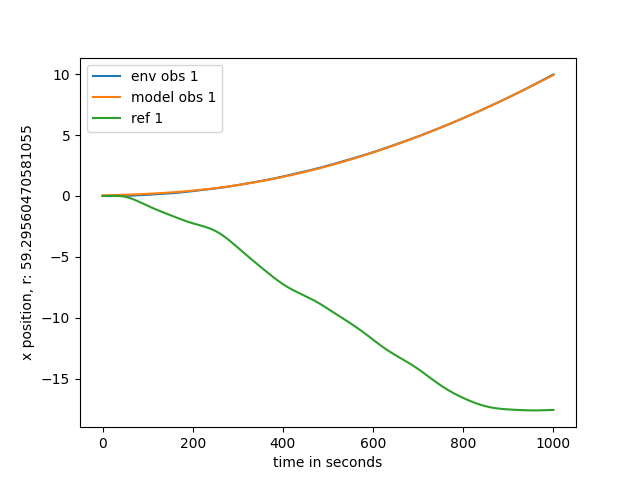 env obs 1
model obs 1
ref 1
10
5
0
−5
−10
−15
x position, r: 59.29560470581055
0
200
400
600
800
1000
time in seconds